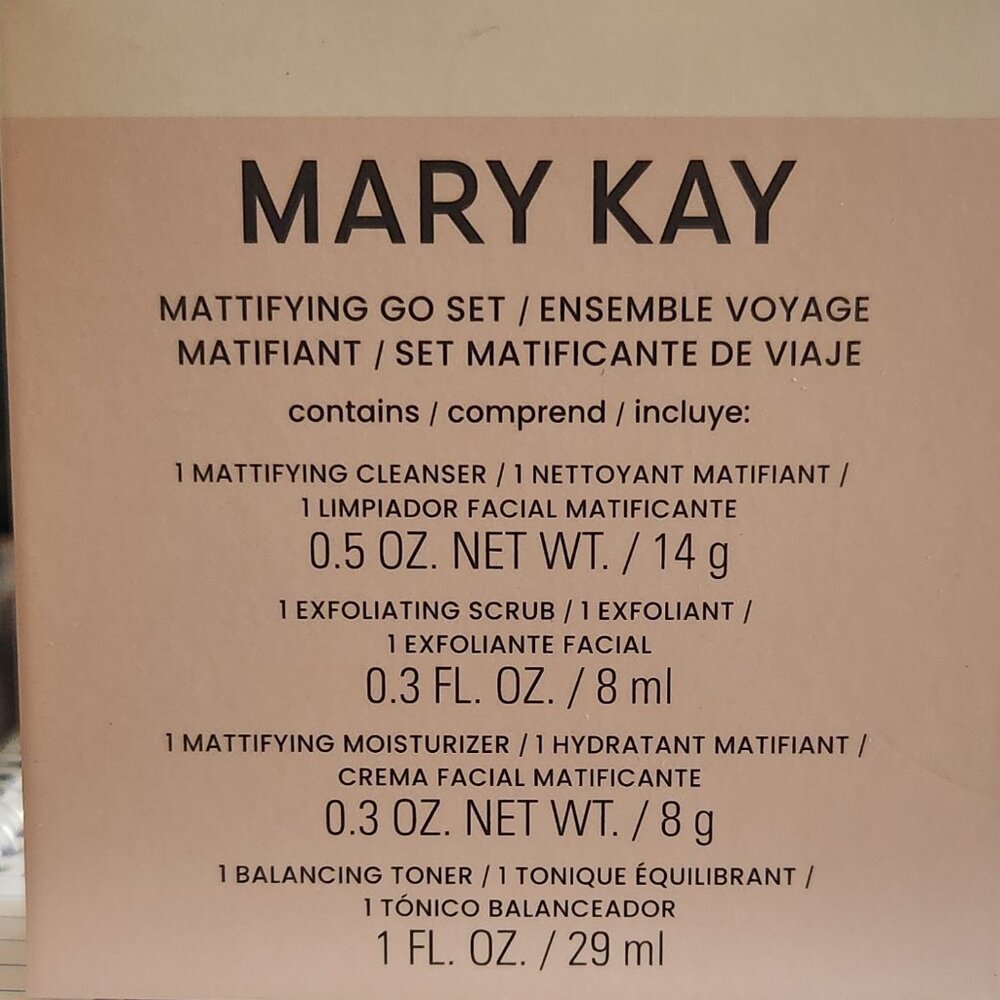 MARY KAY
MATTIFYING GO SET / ENSEMBLE VOYAGE
MATIFIANT / SET MATIFICANTE DE VIAJE
contains / comprend / incluye:
1 MATTIFYING CLEANSER / 1 NETTOYANT MATIFIANT /
1 LIMPIADOR FACIAL MATIFICANTE
0.5 OZ. NET WT. / 14 g
1 EXFOLIATING SCRUB / 1 EXFOLIANT /
1 EXFOLIANTE FACIAL
0.3 FL. OZ. / 8 ml
1 MATTIFYING MOISTURIZER / 1 HYDRATANT MATIFIANT /
CREMA FACIAL MATIFICANTE
0.3 OZ. NET WT. / 8 g
1 BALANCING TONER / 1 TONIQUE ÉQUILIBRANT /
1 TÓNICO BALANCEADOR
1 FL. OZ. / 29 ml